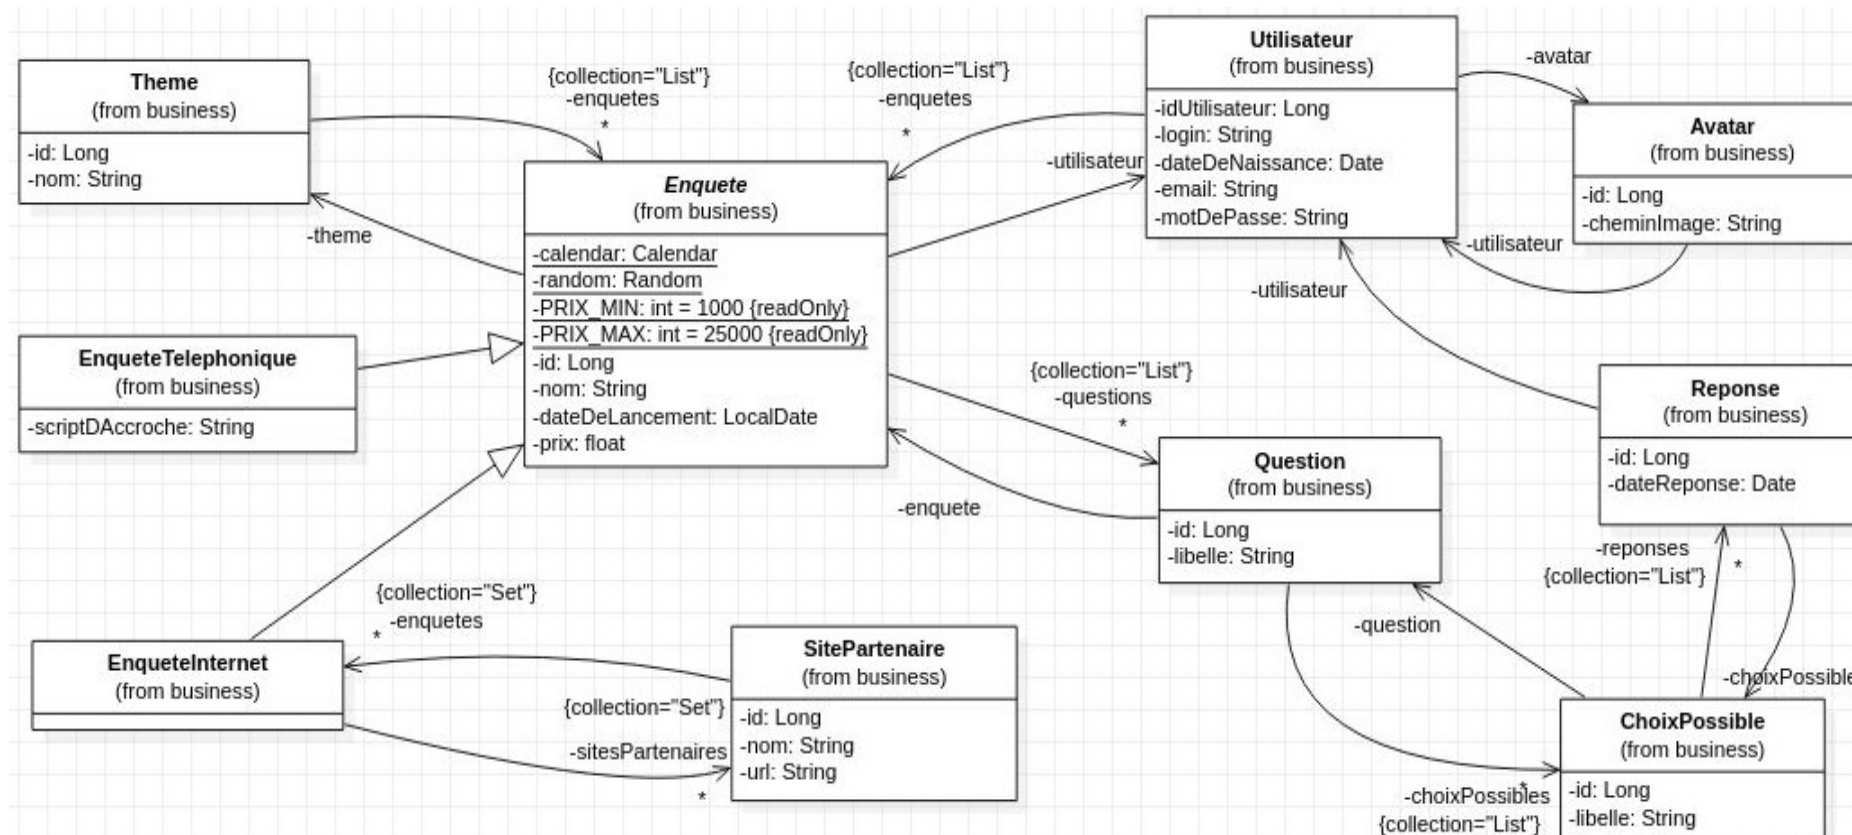 Theme
(from business)
-id: Long
-nom: String
{collection="List"}
-enquetes
*
{collection="List"}
-enquetes
*
Utilisateur
(from business)
-idUtilisateur: Long
-login: String
-dateDeNaissance: Date
-email: String
-motDePasse: String
-avatar
Avatar
(from business)
-id: Long
-cheminImage: String
-utilisateur
-utilisateur
-utilisateur
-theme
Enquete
(from business)
-calendar: Calendar
-random: Random
-PRIX_MIN: int = 1000 {readOnly}
-PRIX_MAX: int = 25000 {readOnly}
-id: Long
-nom: String
-dateDeLancement: LocalDate
-prix: float
EnqueteTelephonique
(from business)
-scriptDAccroche: String
{collection="List"}
-questions
*
-enquete
Question
(from business)
-id: Long
-libelle: String
Reponse
(from business)
-id: Long
-dateReponse: Date
-reponses
*
{collection="List"}
-question
-choixPossible
{collection="Set"}
-enquetes
*
EnqueteInternet
(from business)
SitePartenaire
(from business)
-id: Long
-nom: String
-url: String
{collection="Set"}
-sitesPartenaires
*
ChoixPossible
(from business)
-id: Long
-libelle: String
*
-choixPossibles
{collection="List"}